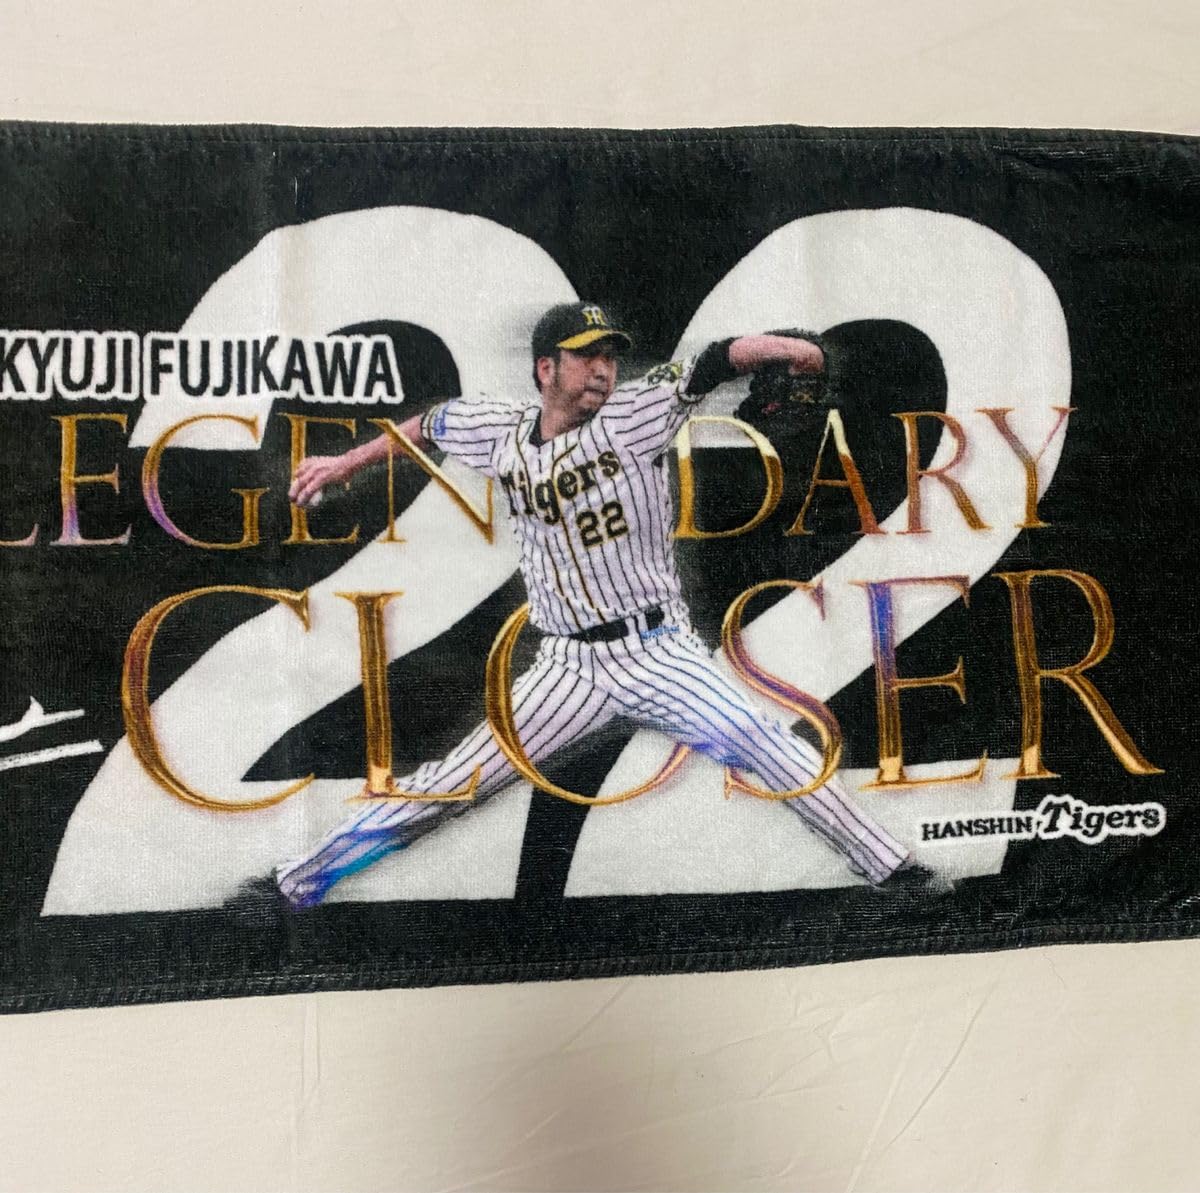 22
KYUJI FUJIKAWA
LEGENDARY
Tigers
22
CLOSER
HANSHIN Tigers